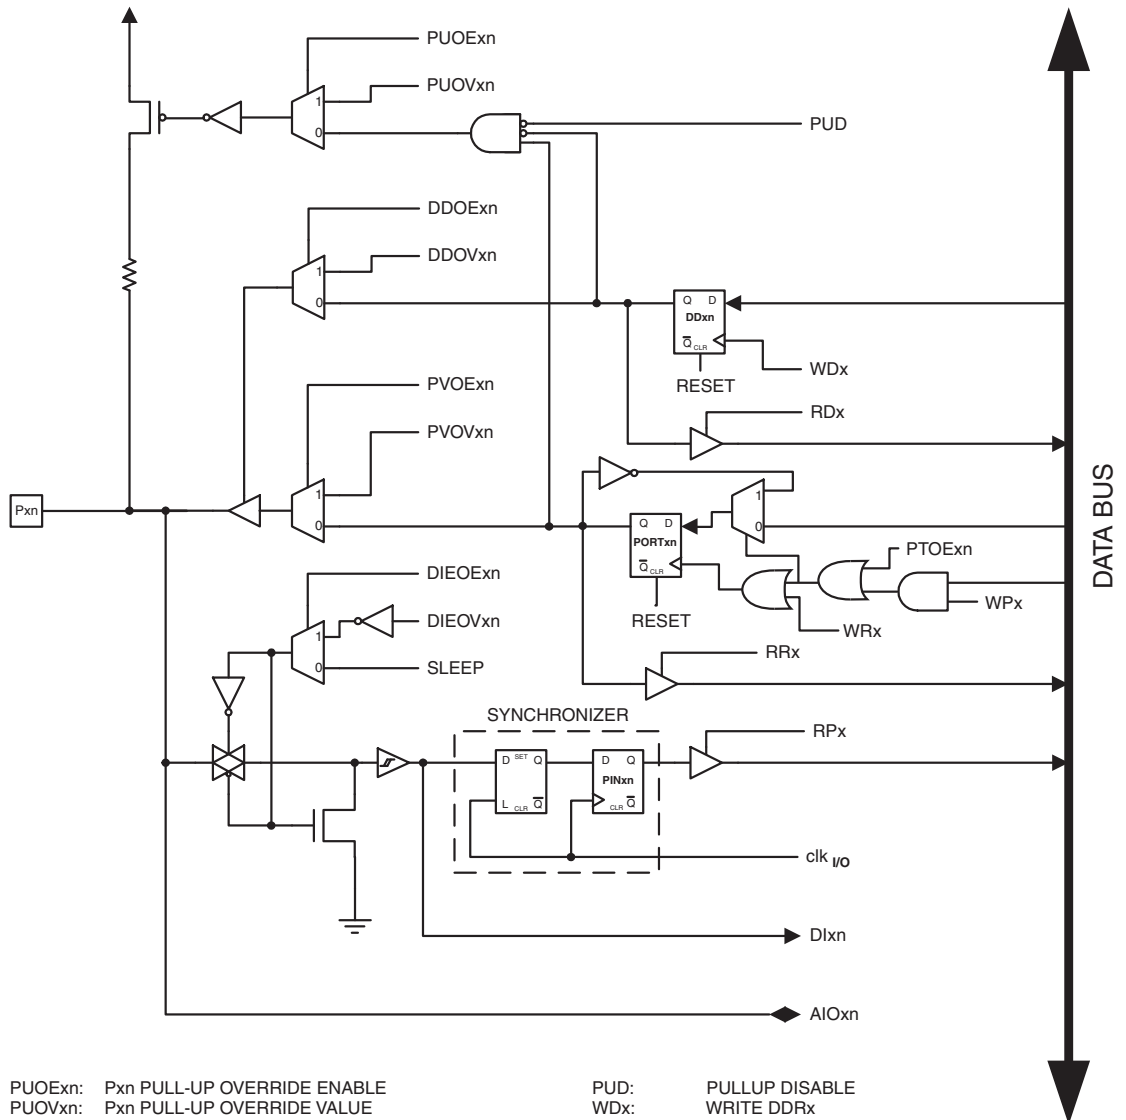 PUOExn
PUOVxn
1
0
PUD
DDOExn
DDOVxn
1
0
Q D
DDxn
Q CLR
WDx
RESET
PVOExn
RDx
PVOVxn
1
0
Pxn
1
0
Q D
PORTxn
Q CLR
PTOExn
DATA BUS
DIEOExn
WPx
RESET
WRx
DIEOVxn
1
0
SLEEP
RRx
SYNCHRONIZER
RPx
D SET Q
L CLR Q
D Q
PINxn
CLR Q
clk I/O
DIxn
AIOxn
PUOExn: Pxn PULL-UP OVERRIDE ENABLE
PUOVxn: Pxn PULL-UP OVERRIDE VALUE
PUD: PULLUP DISABLE
WDx: WRITE DDRx